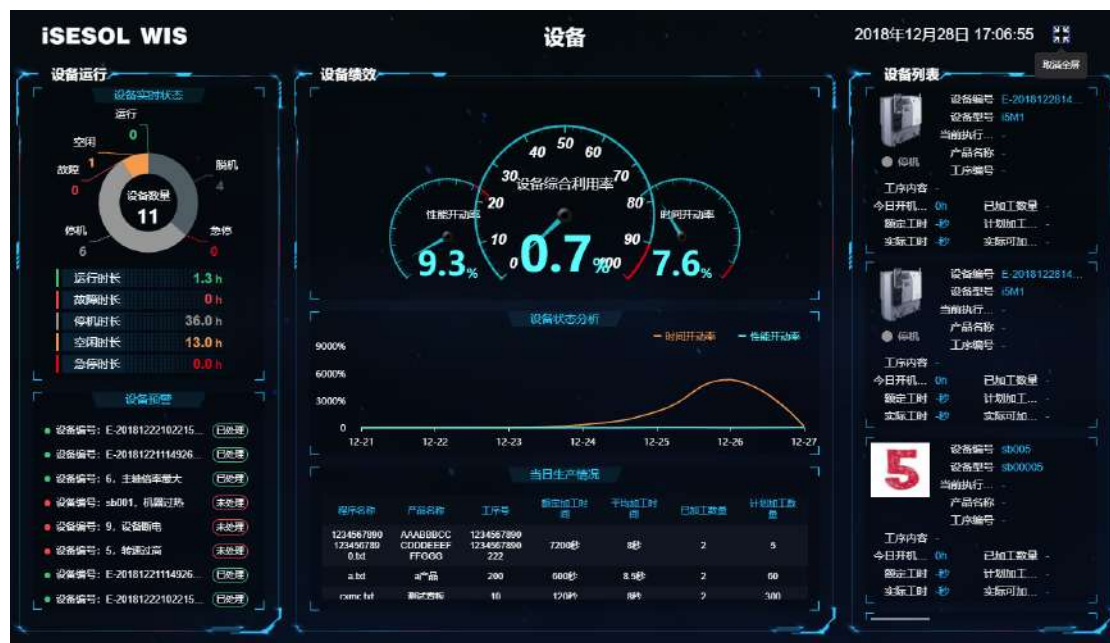 iSESOL WIS
设备
2018年12月28日 17:06:55
取消全屏
设备运行
设备实时状态
运行
0
空闲
1
故障
0
脱机
4
设备数量
11
停机
6
急停
0
运行时长 1.3 h
故障时长 0 h
停机时长 36.0 h
空闲时长 13.0 h
急停时长 0.0 h
设备预警
设备编号：E-20181222102215... 已处理
设备编号：E-20181221114926... 已处理
设备编号：6，主轴倍率最大 已处理
设备编号：sb001，机器过热 未处理
设备编号：9，设备断电 未处理
设备编号：5，转速过高 未处理
设备编号：E-20181221114926... 已处理
设备编号：E-20181222102215... 已处理
设备绩效
0 10 20 30 40 50 60 70 80 90 100
设备综合利用率
0.7%
性能开动率
9.3%
时间开动率
7.6%
设备状态分析
时间开动率 性能开动率
9000%
6000%
3000%
0
12-21 12-22 12-23 12-24 12-25 12-26 12-27
当日生产情况
程序名称 产品名称 工序号 额定加工时间 平均加工时间 已加工数量 计划加工数量
12345678901234567890.txt AAABBBCCCDDDEEEFFFGGG 12345678901234567890222 7200秒 8秒 2 5
a.txt a产品 200 600秒 8.5秒 2 60
cxmc.txt 测试面板 10 120秒 8秒 2 300
设备列表
设备编号 E-2018122814...
设备型号 i5M1
当前执行... -
产品名称 -
停机
工序编号 -
工序内容 -
今日开机... 0h 已加工数量 -
额定工时 -秒 计划加工... -
实际工时 -秒 实际可加... -
设备编号 E-2018122814...
设备型号 i5M1
当前执行... -
产品名称 -
停机
工序编号 -
工序内容 -
今日开机... 0h 已加工数量 -
额定工时 -秒 计划加工... -
实际工时 -秒 实际可加... -
5
设备编号 sb005
设备型号 sb00005
当前执行... -
产品名称 -
工序编号 -
工序内容 -
今日开机... 0h 已加工数量 -
额定工时 -秒 计划加工... -
实际工时 -秒 实际可加... -